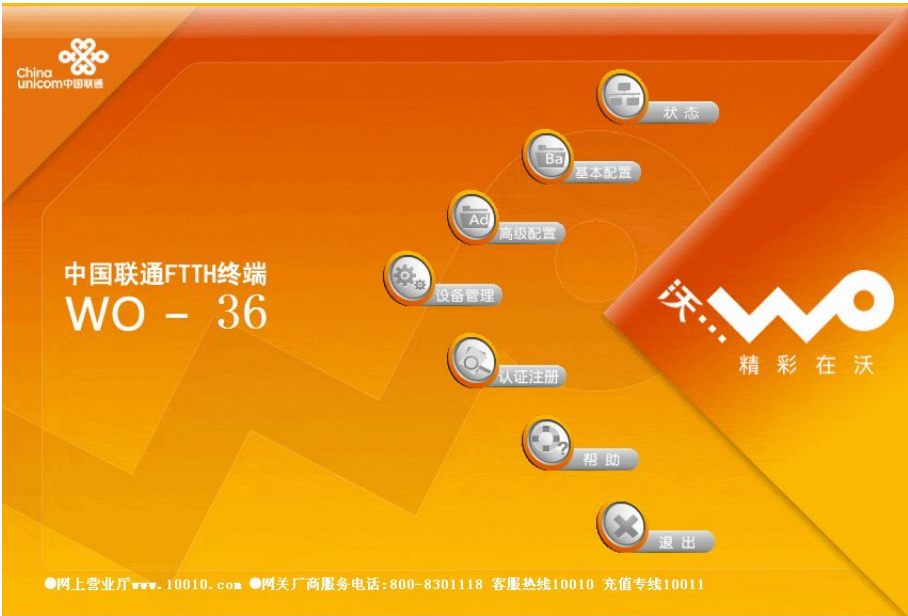 China
unicom中国联通
状态
Ba
基本配置
Ad
高级配置
中国联通FTTH终端
WO - 36
设备管理
沃...WO
精彩在沃
认证注册
?
帮助
退出
●网上营业厅www.10010.com ●网关厂商服务电话:800-8301118 客服热线10010 充值专线10011